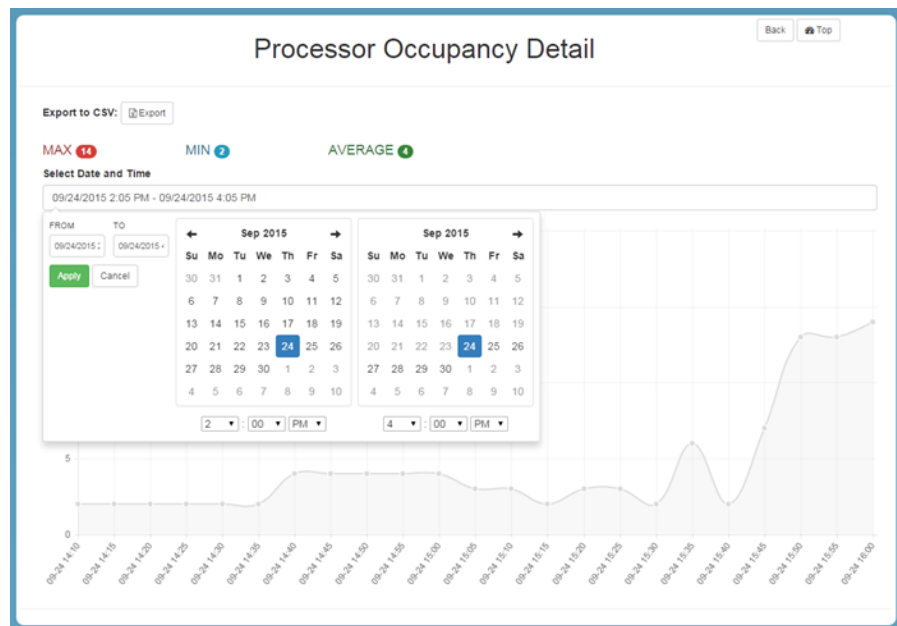 Back Top
Processor Occupancy Detail
Export to CSV: Export
MAX 14 MIN 2 AVERAGE 4
Select Date and Time
09/24/2015 2:05 PM - 09/24/2015 4:05 PM
FROM TO
09/24/2015 09/24/2015
Apply Cancel
Sep 2015
Su Mo Tu We Th Fr Sa
30 31 1 2 3 4 5
6 7 8 9 10 11 12
13 14 15 16 17 18 19
20 21 22 23 24 25 26
27 28 29 30 1 2 3
4 5 6 7 8 9 10
2 : 00 PM
Sep 2015
Su Mo Tu We Th Fr Sa
30 31 1 2 3 4 5
6 7 8 9 10 11 12
13 14 15 16 17 18 19
20 21 22 23 24 25 26
27 28 29 30 1 2 3
4 5 6 7 8 9 10
4 : 00 PM
5
0
09-24 14:10
09-24 14:15
09-24 14:20
09-24 14:25
09-24 14:30
09-24 14:35
09-24 14:40
09-24 14:45
09-24 14:50
09-24 14:55
09-24 15:00
09-24 15:05
09-24 15:10
09-24 15:15
09-24 15:20
09-24 15:25
09-24 15:30
09-24 15:35
09-24 15:40
09-24 15:45
09-24 15:50
09-24 15:55
09-24 16:00